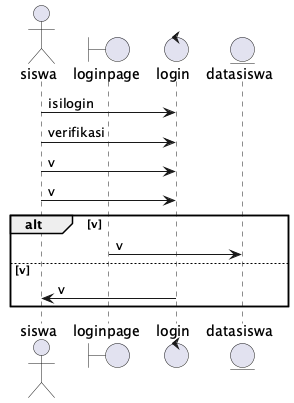 siswa loginpage login datasiswa
isilogin
verifikasi
v
v
alt [v]
v
[v]
v
siswa loginpage login datasiswa